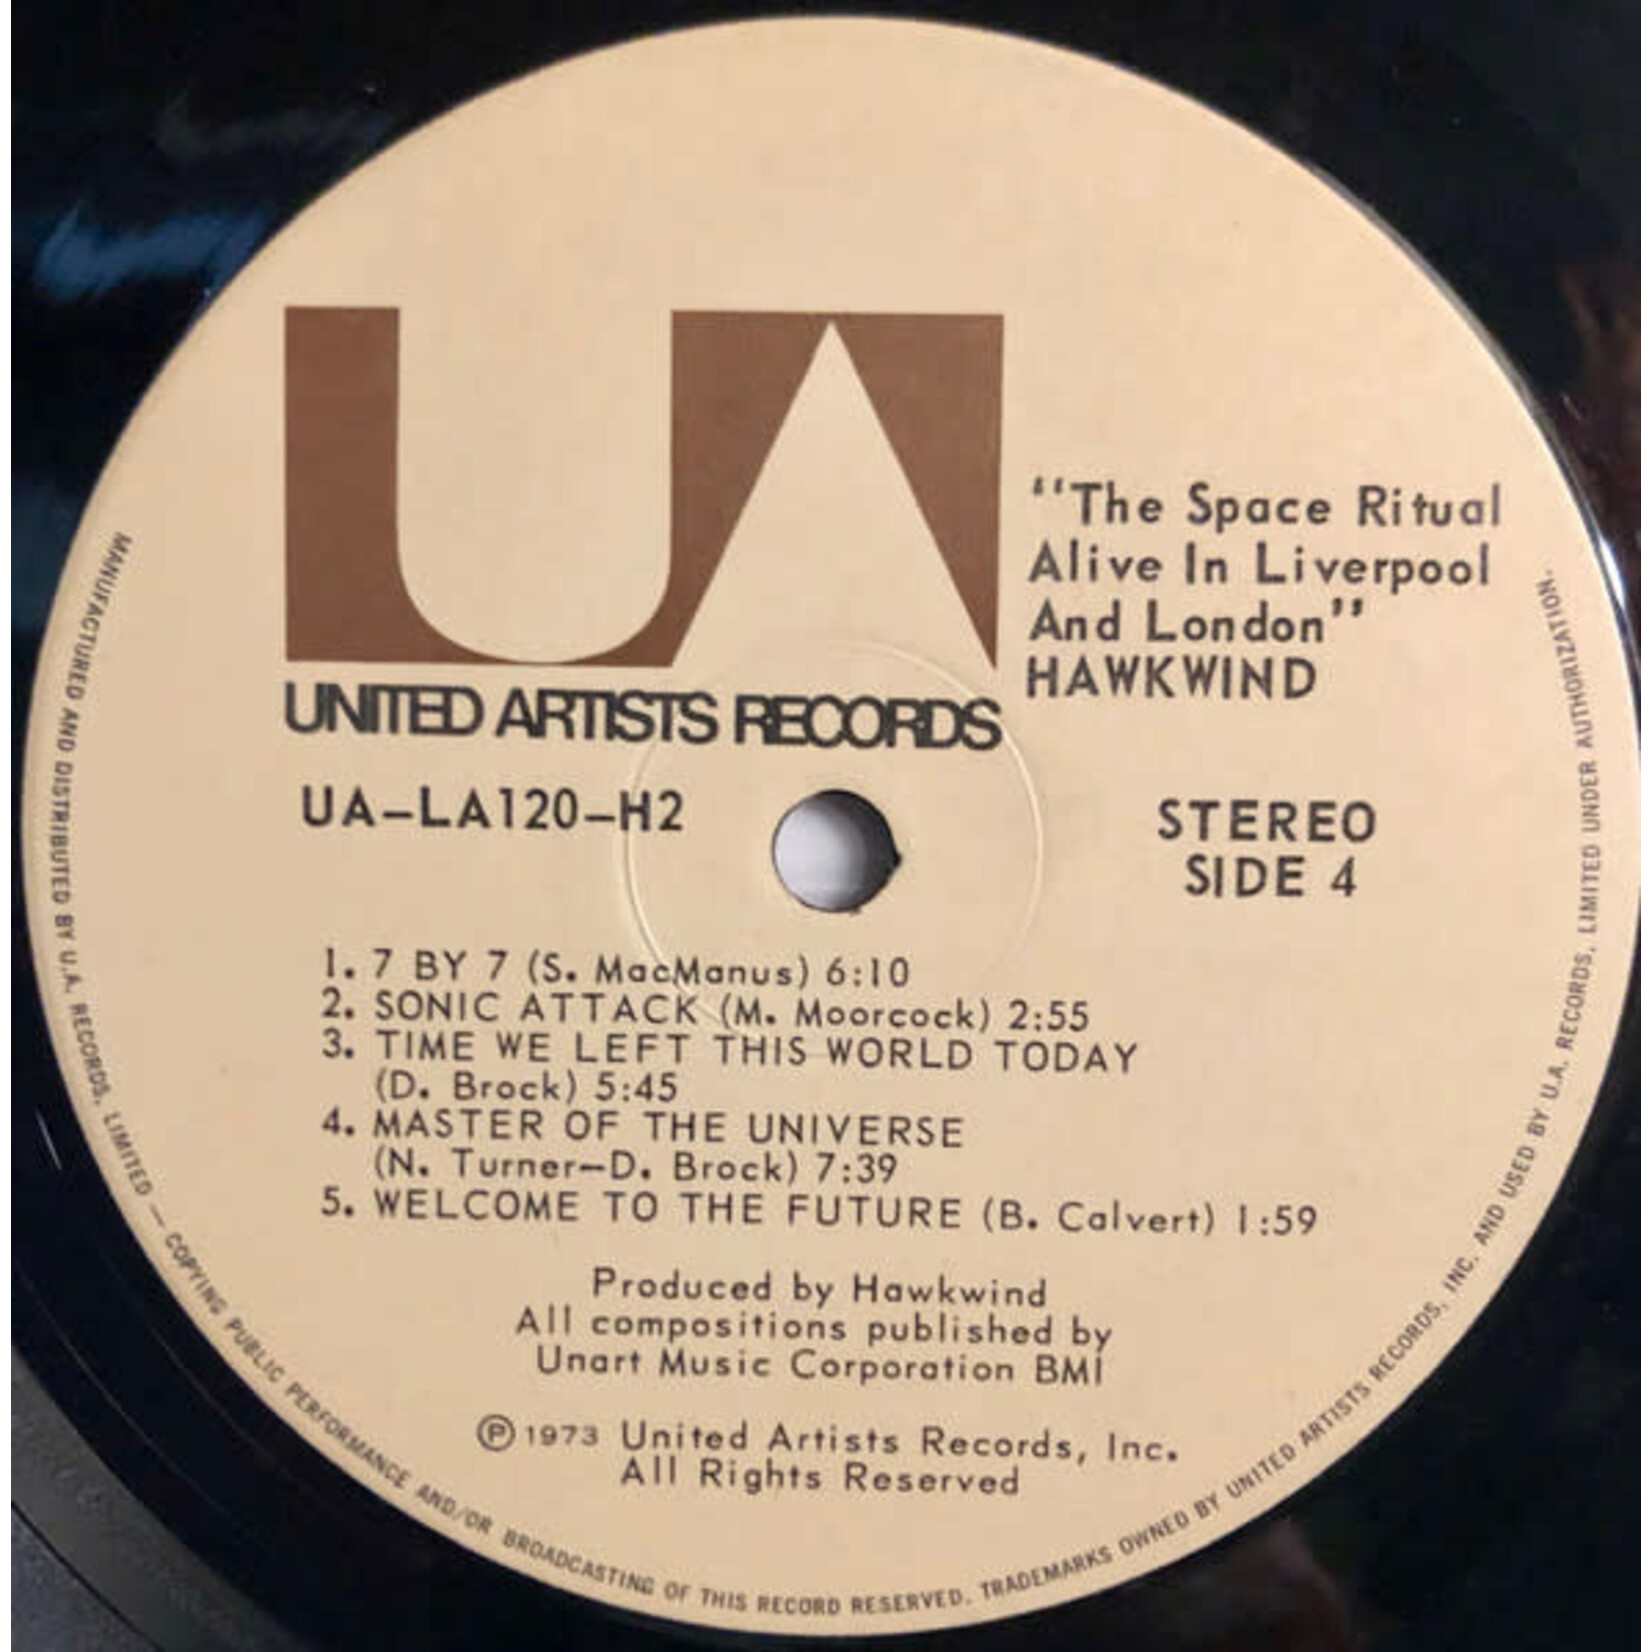 UA
UNITED ARTISTS RECORDS
"The Space Ritual
Alive In Liverpool
And London"
HAWKWIND
UA-LA120-H2
STEREO
SIDE 4
1. 7 BY 7 (S. MacManus) 6:10
2. SONIC ATTACK (M. Moorcock) 2:55
3. TIME WE LEFT THIS WORLD TODAY
(D. Brock) 5:45
4. MASTER OF THE UNIVERSE
(N. Turner-D. Brock) 7:39
5. WELCOME TO THE FUTURE (B. Calvert) 1:59
Produced by Hawkwind
All compositions published by
Unart Music Corporation BMI
℗ 1973 United Artists Records, Inc.
All Rights Reserved
MANUFACTURED AND DISTRIBUTED BY U.A. RECORDS, LIMITED — COPYING PUBLIC PERFORMANCE AND/OR BROADCASTING OF THIS RECORD RESERVED. TRADEMARKS OWNED BY UNITED ARTISTS RECORDS, INC. AND USED BY U.A. RECORDS, LIMITED UNDER AUTHORIZATION.